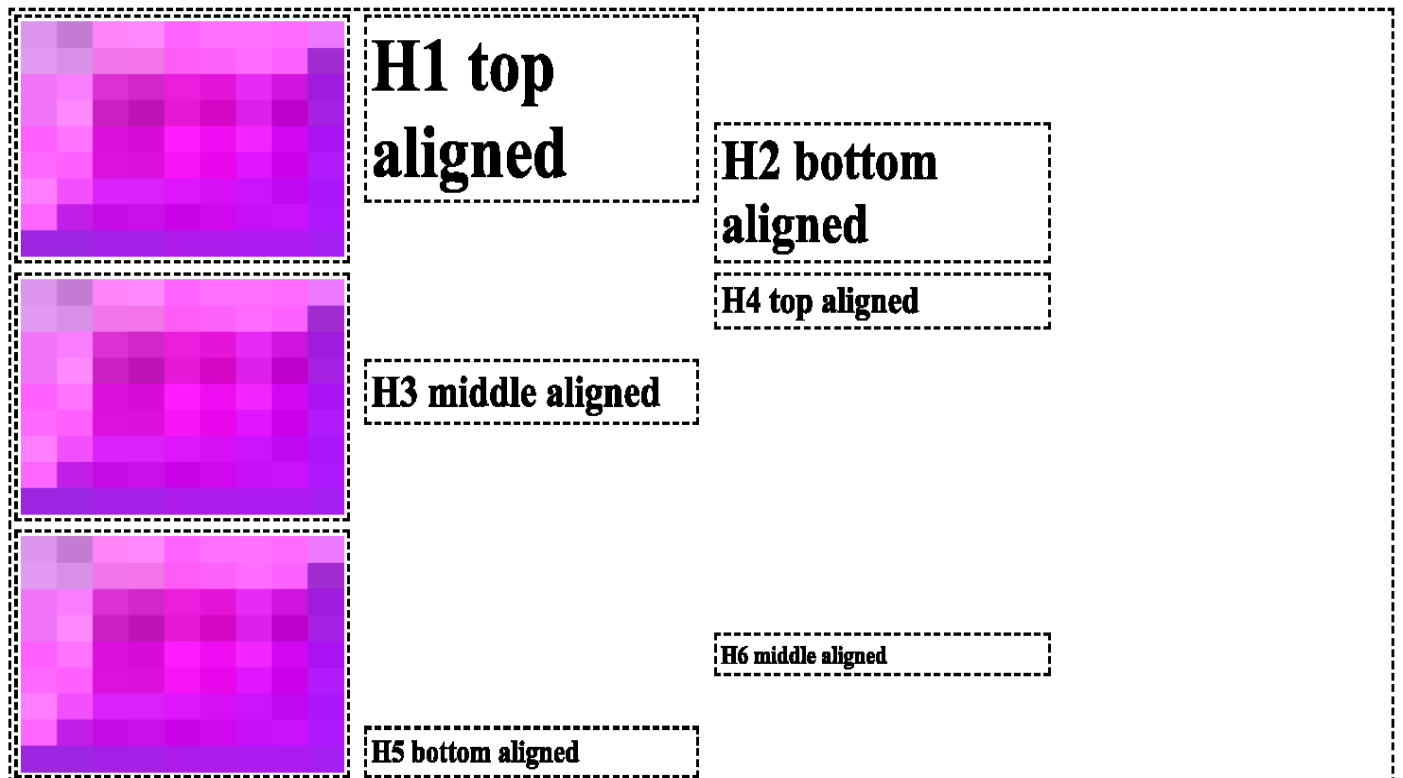 H1 top
aligned
H2 bottom
aligned
H4 top aligned
H3 middle aligned
H6 middle aligned
H5 bottom aligned